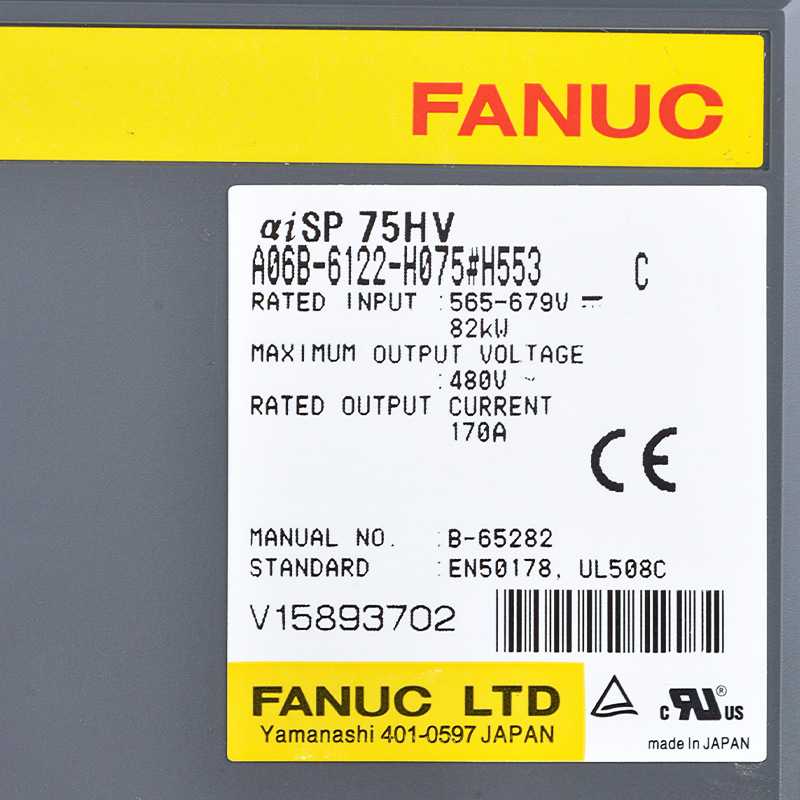 FANUC
αiSP 75HV
A06B-6122-H075#H553 C
RATED INPUT :565-679V ⎓
82kW
MAXIMUM OUTPUT VOLTAGE
:480V ~
RATED OUTPUT CURRENT
170A
CE
MANUAL NO. :B-65282
STANDARD :EN50178, UL508C
V15893702
FANUC LTD
Yamanashi 401-0597 JAPAN
c RU ® US
made in JAPAN